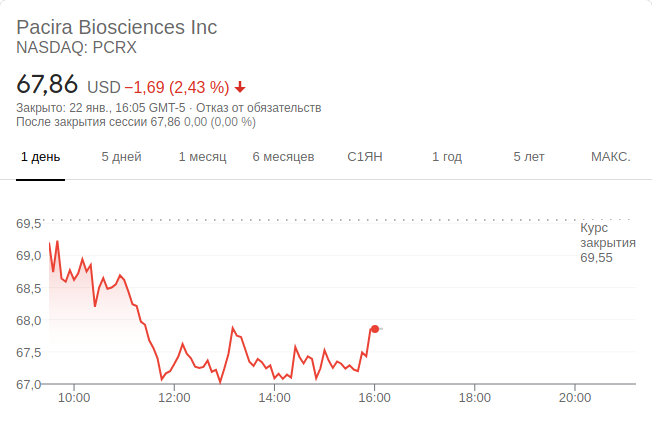 Pacira Biosciences Inc
NASDAQ: PCRX
67,86 USD −1,69 (2,43 %)
Закрыто: 22 янв., 16:05 GMT-5 · Отказ от обязательств
После закрытия сессии 67,86 0,00 (0,00 %)
1 день 5 дней 1 месяц 6 месяцев С1ЯН 1 год 5 лет МАКС.
69,5
69,0
68,5
68,0
67,5
67,0
Курс
закрытия
69,55
10:00 12:00 14:00 16:00 18:00 20:00